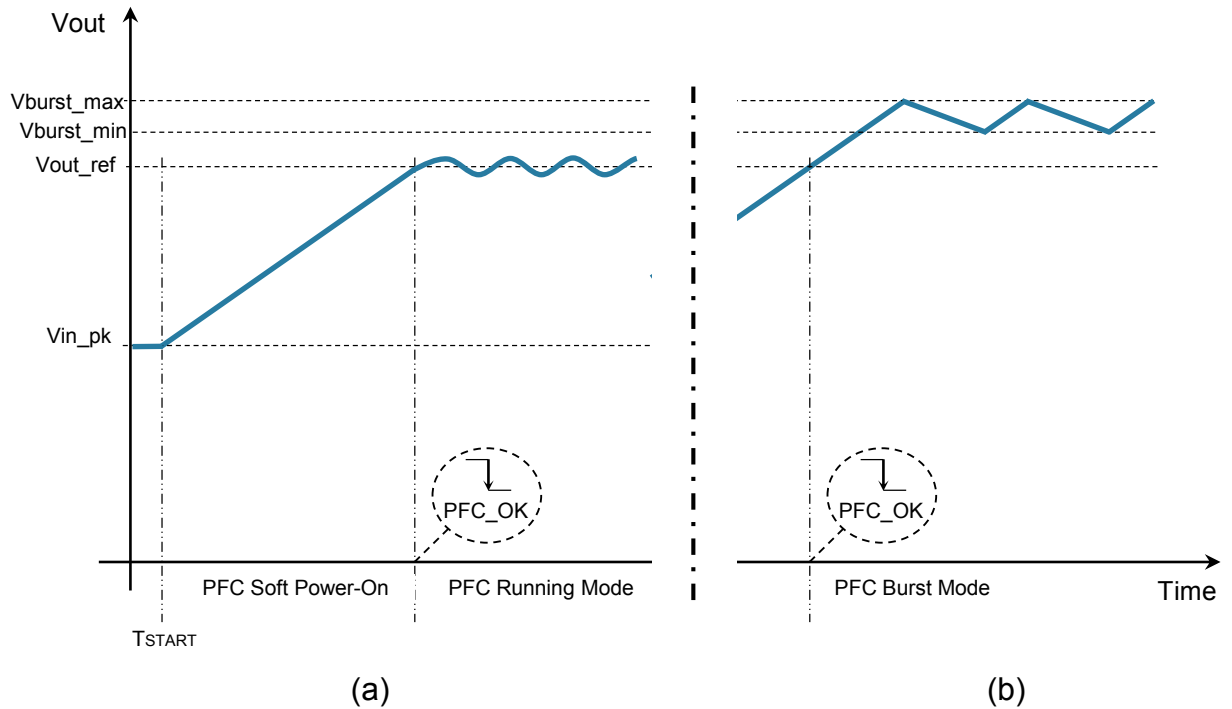 Vout
Vburst_max
Vburst_min
Vout_ref
Vin_pk
PFC_OK
PFC_OK
PFC Soft Power-On
PFC Running Mode
PFC Burst Mode
Time
TSTART
(a)
(b)